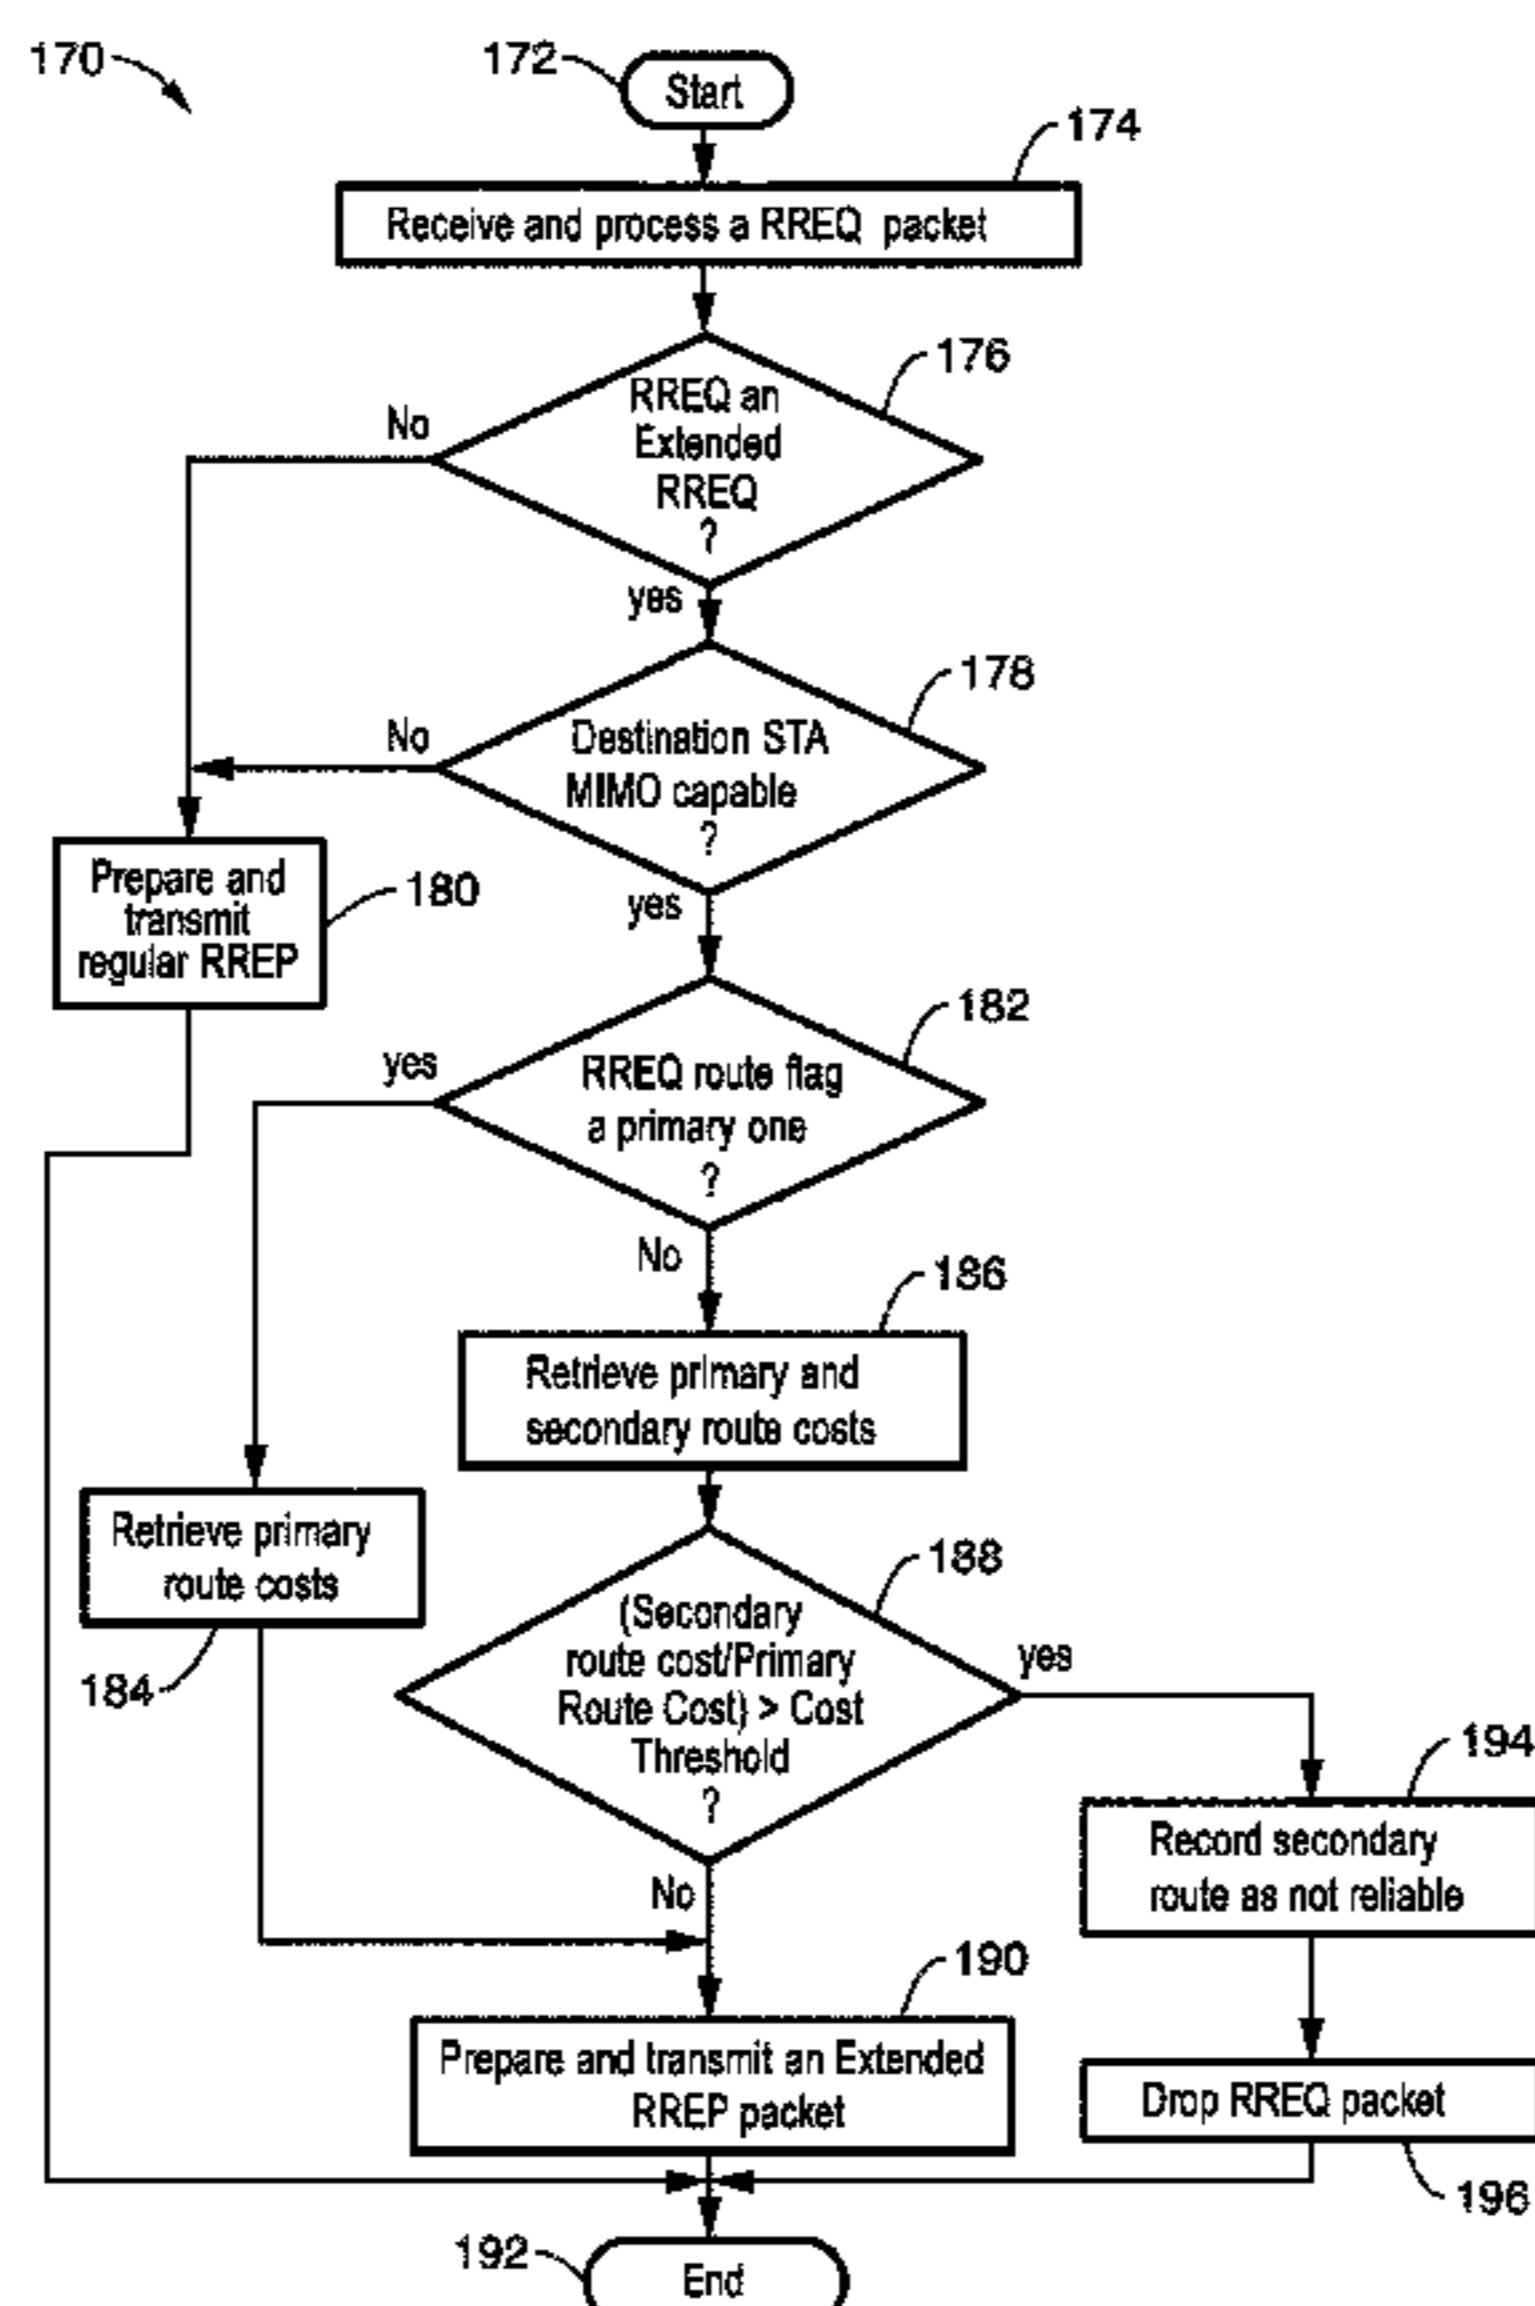 170
172
Start
174
Receive and process a RREQ packet
176
RREQ an
Extended
RREQ
?
No
yes
178
Destination STA
MIMO capable
?
No
yes
Prepare and
transmit
regular RREP
180
182
RREQ route flag
a primary one
?
yes
No
186
Retrieve primary and
secondary route costs
Retrieve primary
route costs
184
188
(Secondary
route cost/Primary
Route Cost) > Cost
Threshold
?
yes
No
194
Record secondary
route as not reliable
190
Prepare and transmit an Extended
RREP packet
Drop RREQ packet
196
192
End